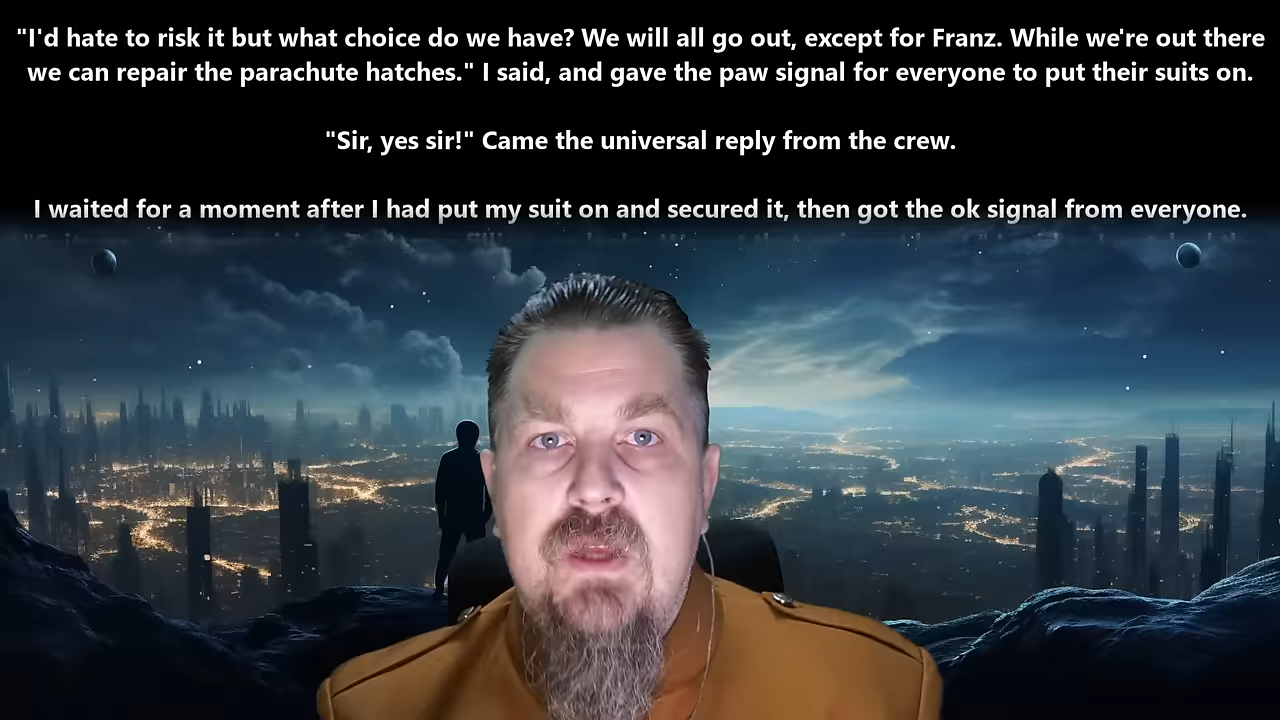 "I'd hate to risk it but what choice do we have? We will all go out, except for Franz. While we're out there
we can repair the parachute hatches." I said, and gave the paw signal for everyone to put their suits on.
"Sir, yes sir!" Came the universal reply from the crew.
I waited for a moment after I had put my suit on and secured it, then got the ok signal from everyone.